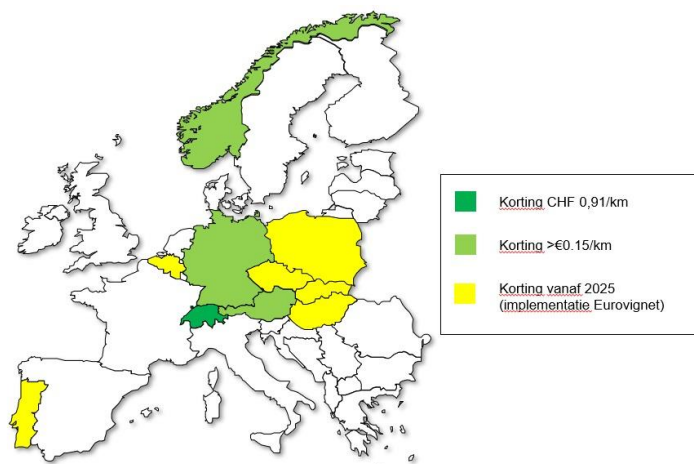 Korting CHF 0,91/km
Korting >€0.15/km
Korting vanaf 2025
(implementatie Eurovignet)